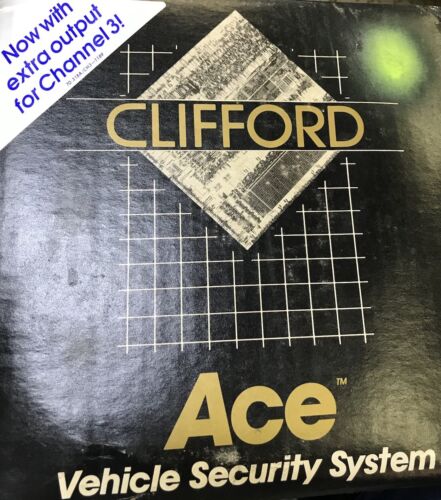 Now with
extra output
for Channel 3!
CLIFFORD
Ace™
Vehicle Security System